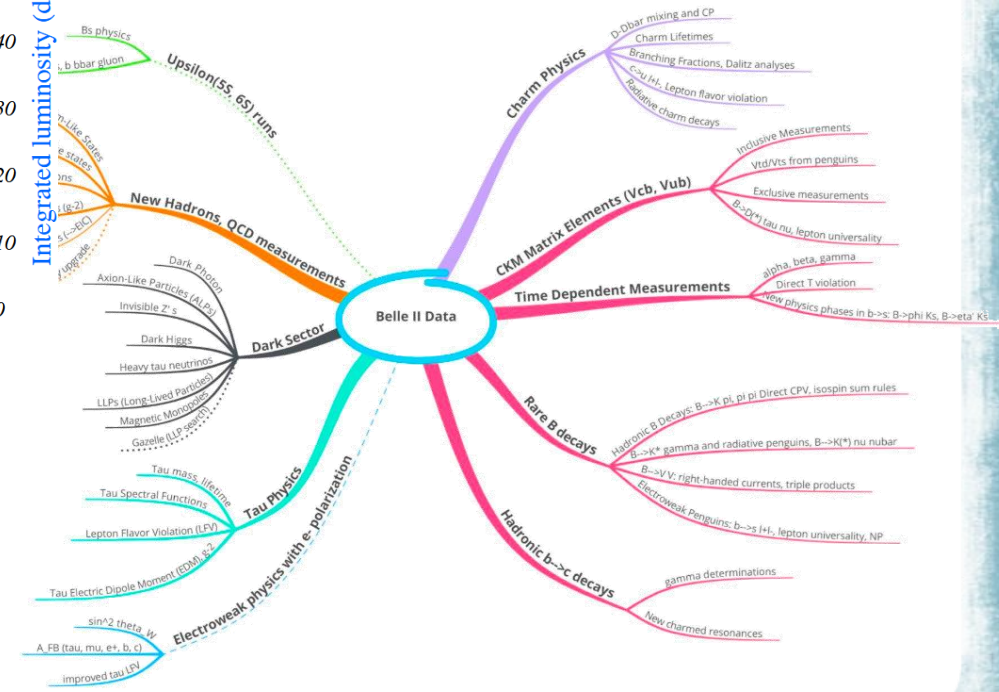 Integrated luminosity (d
40
30
20
10
0
Belle II Data
Upsilon(5S, 6S) runs
Bs physics
b bbar gluon
New Hadrons, QCD measurements
m-Like States
e states
ons
(g-2)
s (-->EIC)
upgrade
Dark Sector
Dark Photon
Axion-Like Particles (ALPs)
Invisible Z' s
Dark Higgs
Heavy tau neutrinos
LLPs (Long-Lived Particles)
Magnetic Monopoles
Gazelle (LLP search)
Tau Physics
Tau mass, lifetime
Tau Spectral Functions
Lepton Flavor Violation (LFV)
Tau Electric Dipole Moment (EDM), g-2
Electroweak physics with e- polarization
sin^2 theta_W
A_FB (tau, mu, e+, b, c)
improved tau LFV
Charm Physics
D-Dbar mixing and CP
Charm Lifetimes
Branching Fractions, Dalitz analyses
c->u l+l-, Lepton flavor violation
Radiative charm decays
CKM Matrix Elements (Vcb, Vub)
Inclusive Measurements
Vtd/Vts from penguins
Exclusive measurements
B->D(*) tau nu, lepton universality
Time Dependent Measurements
alpha, beta, gamma
Direct T violation
New physics phases in b->s: B->phi Ks, B->eta' Ks
Rare B decays
Hadronic B Decays: B-->K pi, pi pi Direct CPV, isospin sum rules
B-->K* gamma and radiative penguins, B-->K(*) nu nubar
B-->V V: right-handed currents, triple products
Electroweak Penguins: b-->s l+l-, lepton universality, NP
Hadronic b-->c decays
gamma determinations
New charmed resonances